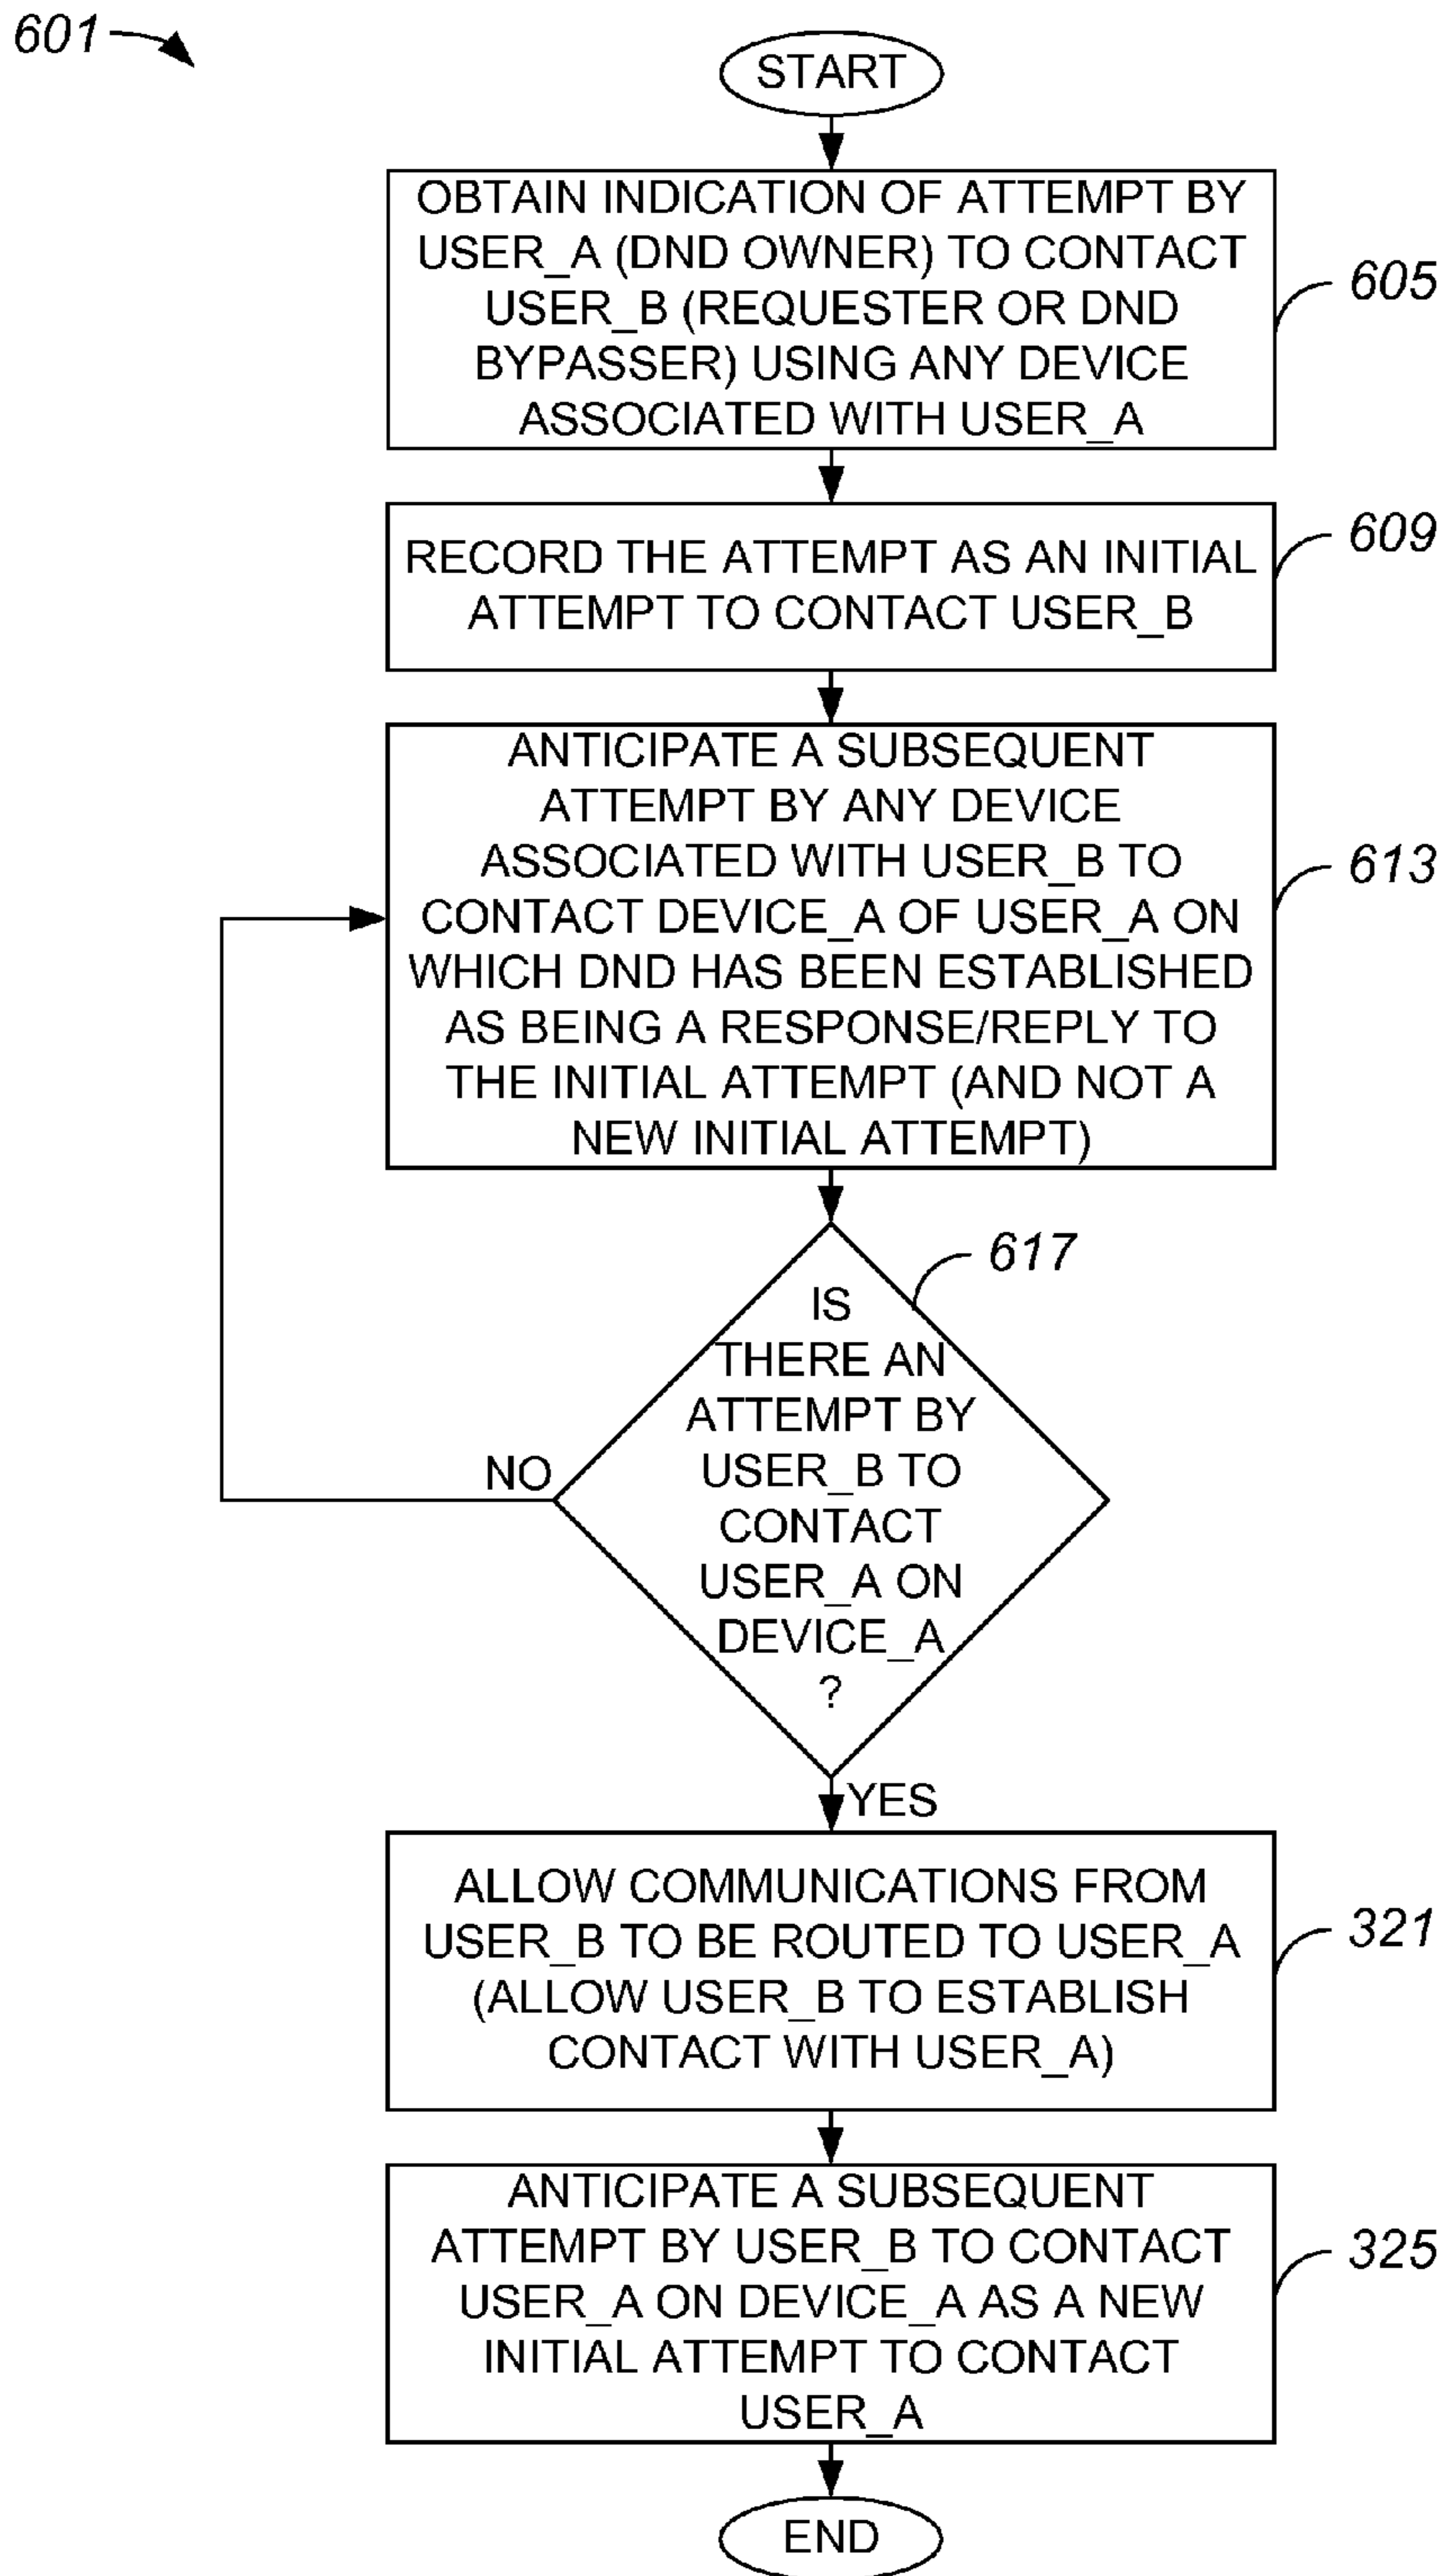 601
START
OBTAIN INDICATION OF ATTEMPT BY
USER_A (DND OWNER) TO CONTACT
USER_B (REQUESTER OR DND
BYPASSER) USING ANY DEVICE
ASSOCIATED WITH USER_A
605
RECORD THE ATTEMPT AS AN INITIAL
ATTEMPT TO CONTACT USER_B
609
ANTICIPATE A SUBSEQUENT
ATTEMPT BY ANY DEVICE
ASSOCIATED WITH USER_B TO
CONTACT DEVICE_A OF USER_A ON
WHICH DND HAS BEEN ESTABLISHED
AS BEING A RESPONSE/REPLY TO
THE INITIAL ATTEMPT (AND NOT A
NEW INITIAL ATTEMPT)
613
617
IS
THERE AN
ATTEMPT BY
USER_B TO
CONTACT
USER_A ON
DEVICE_A
?
NO
YES
ALLOW COMMUNICATIONS FROM
USER_B TO BE ROUTED TO USER_A
(ALLOW USER_B TO ESTABLISH
CONTACT WITH USER_A)
321
ANTICIPATE A SUBSEQUENT
ATTEMPT BY USER_B TO CONTACT
USER_A ON DEVICE_A AS A NEW
INITIAL ATTEMPT TO CONTACT
USER_A
325
END